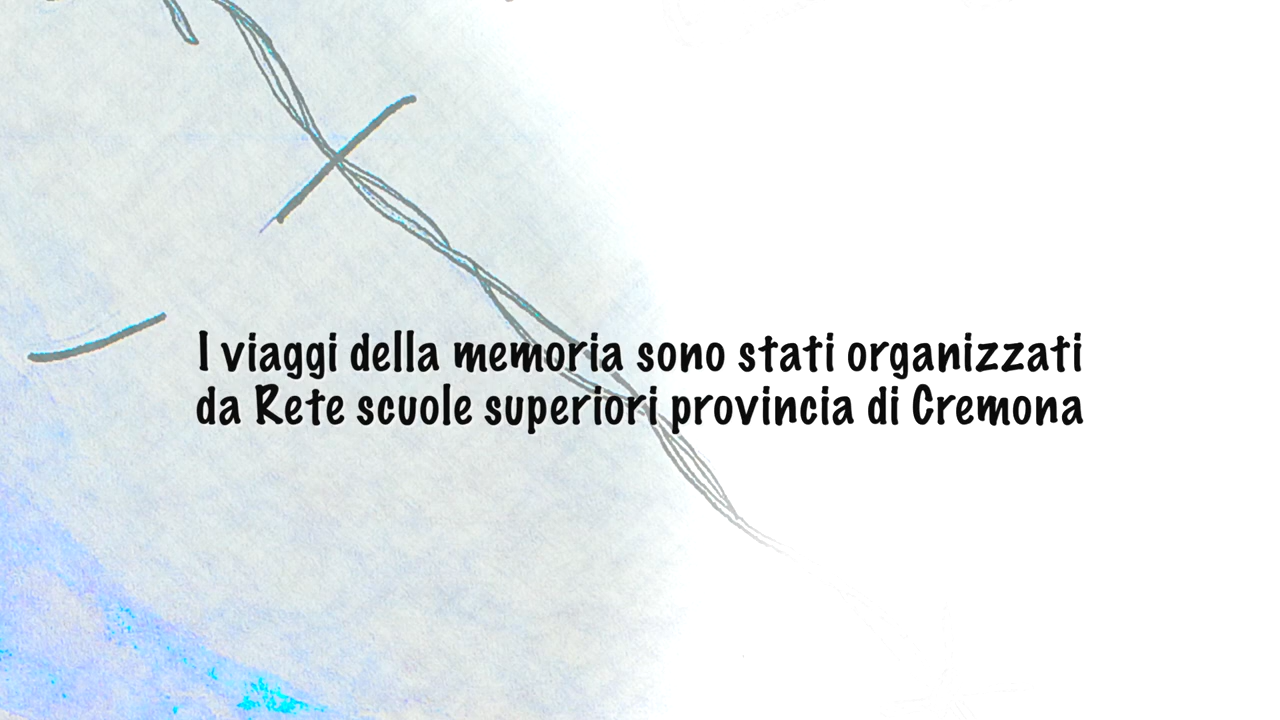 I viaggi della memoria sono stati organizzati
da Rete scuole superiori provincia di Cremona